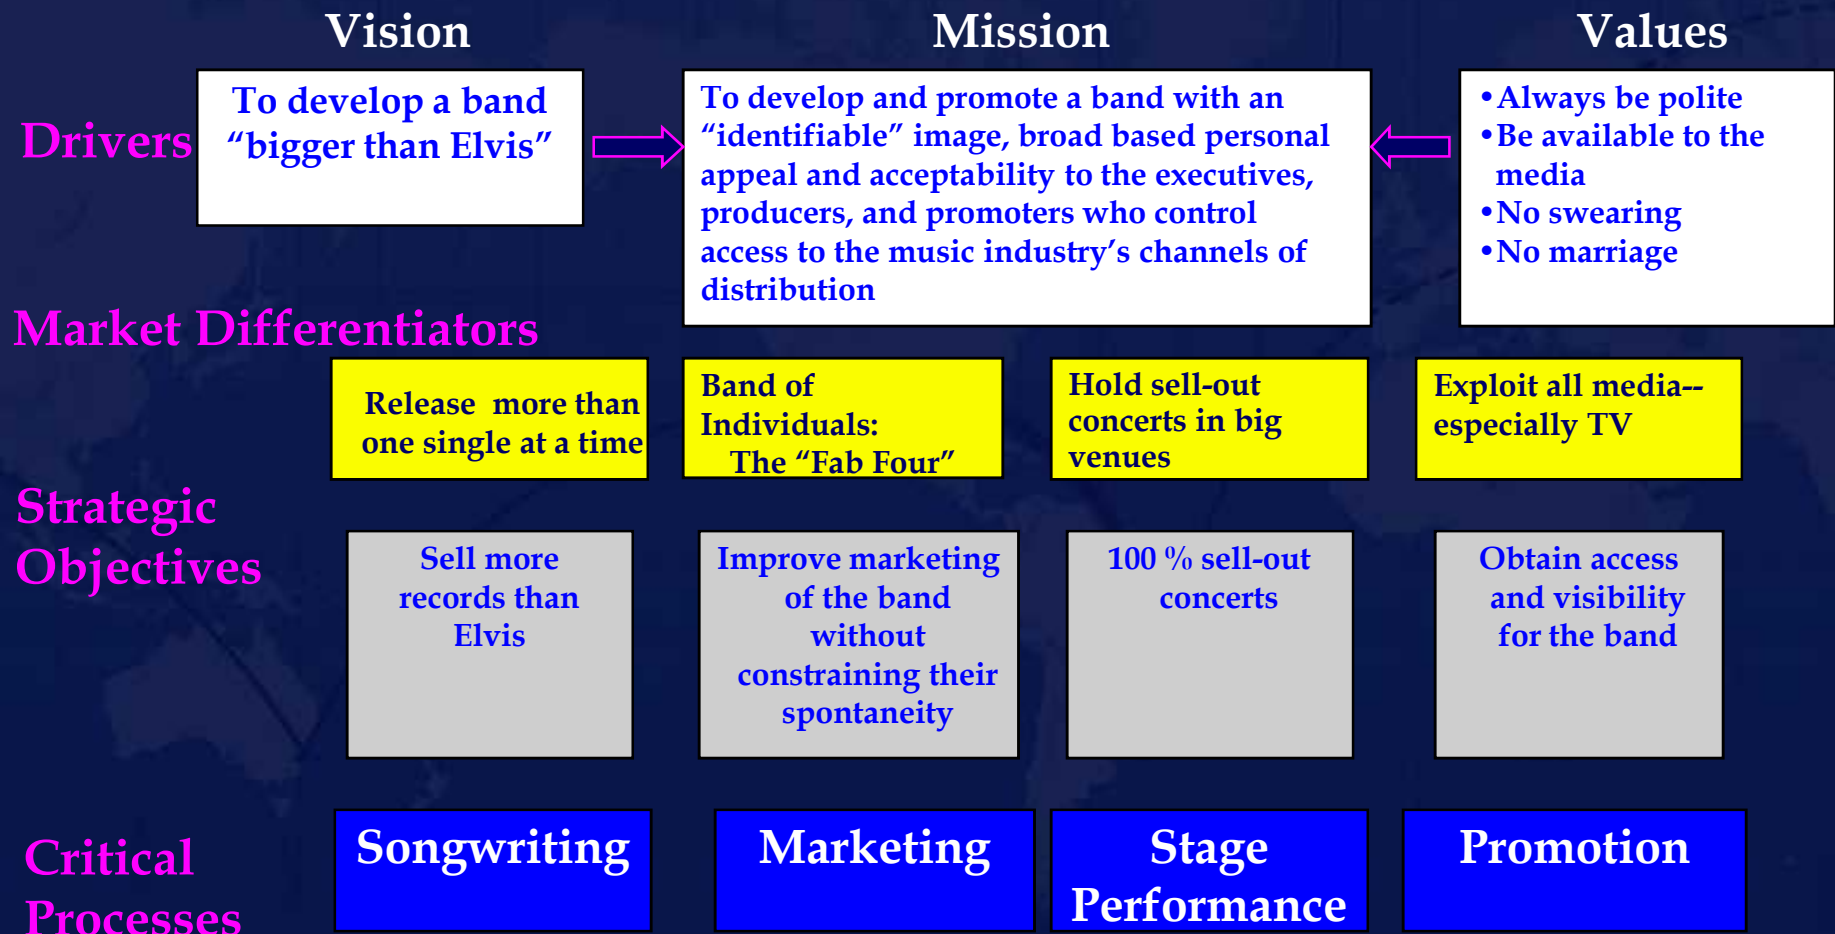 Vision
Mission
Values
Drivers
To develop a band
“bigger than Elvis”
To develop and promote a band with an
“identifiable” image, broad based personal
appeal and acceptability to the executives,
producers, and promoters who control
access to the music industry’s channels of
distribution
•Always be polite
•Be available to the
media
•No swearing
•No marriage
Market Differentiators
Release more than
one single at a time
Band of
Individuals:
The “Fab Four”
Hold sell-out
concerts in big
venues
Exploit all media--
especially TV
Strategic
Objectives
Sell more
records than
Elvis
Improve marketing
of the band
without
constraining their
spontaneity
100 % sell-out
concerts
Obtain access
and visibility
for the band
Critical
Processes
Songwriting
Marketing
Stage
Performance
Promotion